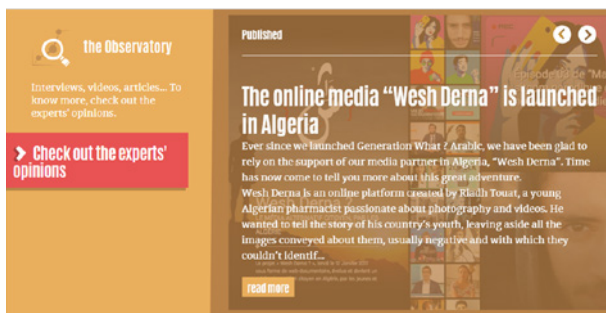 the Observatory
Interviews, videos, articles... To
know more, check out the
experts' opinions.
Check out the experts'
opinions
Published
The online media “Wesh Derna” is launched
in Algeria
Ever since we launched Generation What ? Arabic, we have been glad to
rely on the support of our media partner in Algeria, “Wesh Derna”. Time
has now come to tell you more about this great adventure.
Wesh Derna is an online platform created by Riadh Touat, a young
Algerian pharmacist passionate about photography and videos. He
wanted to tell the story of his country’s youth, leaving aside all the
images conveyed about them, usually negative and with which they
couldn’t identif...
read more